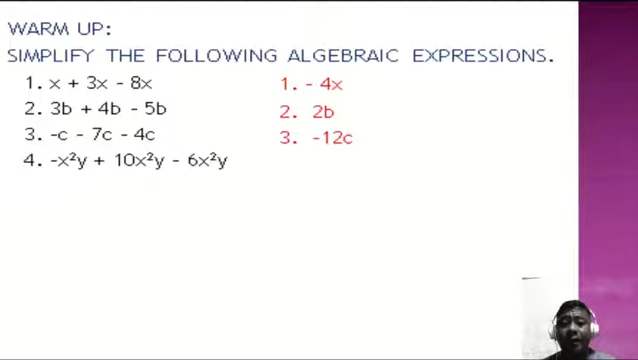 WARM UP:
SIMPLIFY THE FOLLOWING ALGEBRAIC EXPRESSIONS.
1. x + 3x - 8x
1. - 4x
2. 3b + 4b - 5b
2. 2b
3. -c - 7c - 4c
3. -12c
4. -x²y + 10x²y - 6x²y